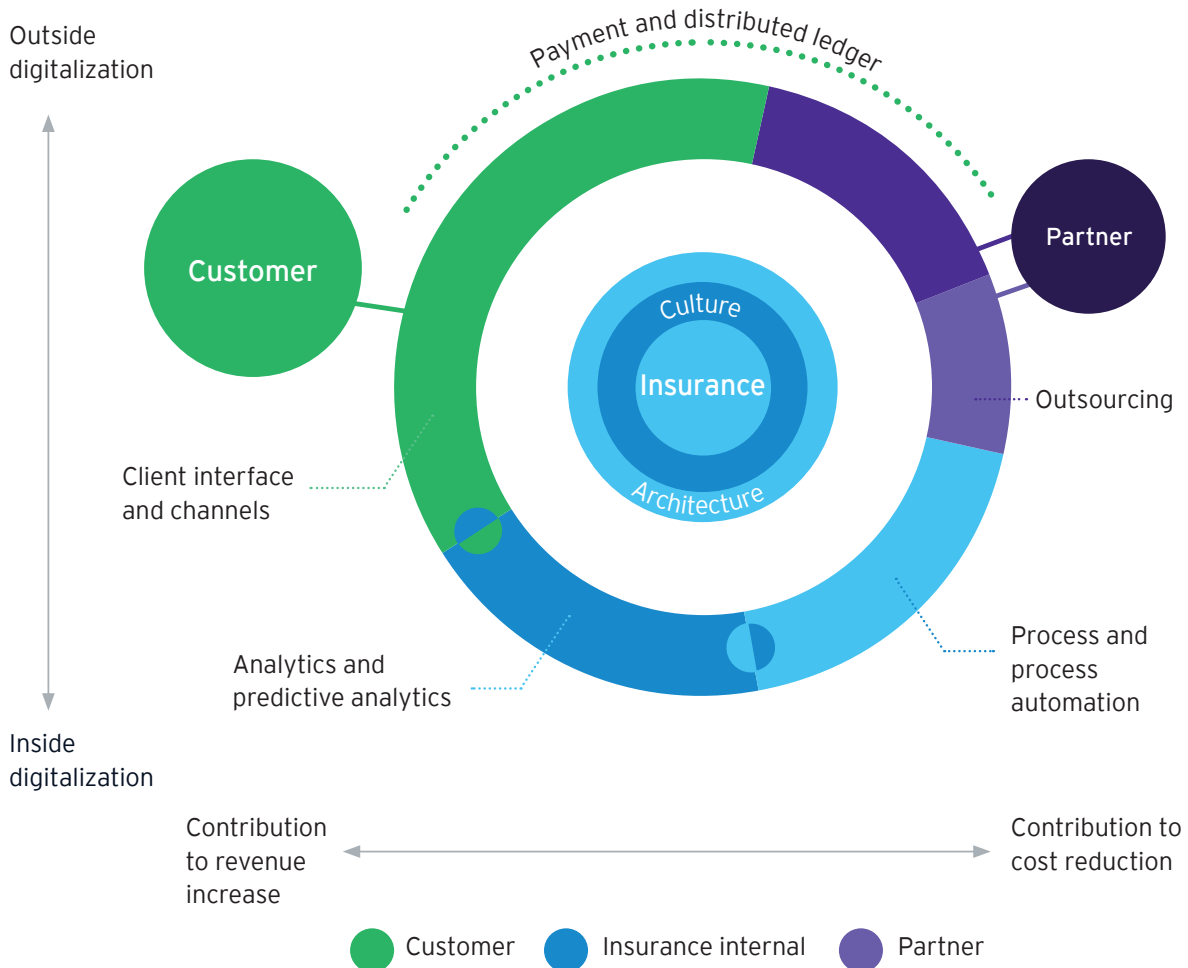 Outside
digitalization
Payment and distributed ledger
Customer
Partner
Culture
Insurance
Architecture
Outsourcing
Client interface
and channels
Process and
process
automation
Analytics and
predictive analytics
Inside
digitalization
Contribution
to revenue
increase
Contribution to
cost reduction
Customer
Insurance internal
Partner